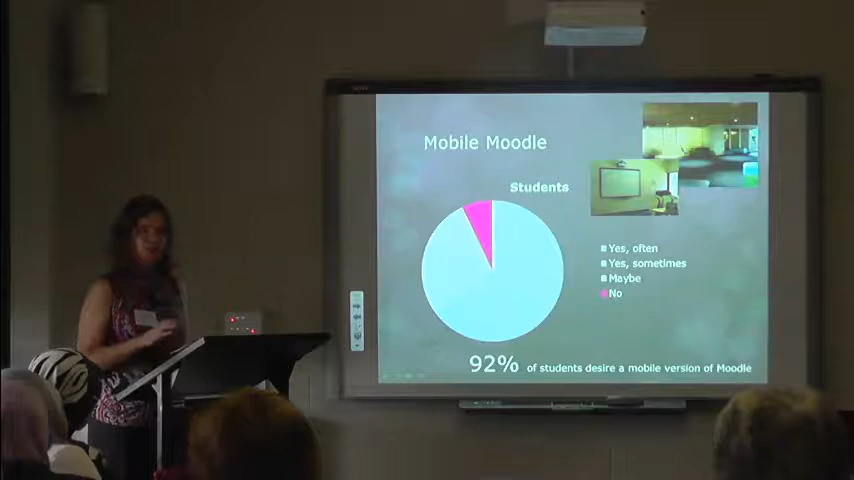 Mobile Moodle
Students
Yes, often
Yes, sometimes
Maybe
No
92% of students desire a mobile version of Moodle